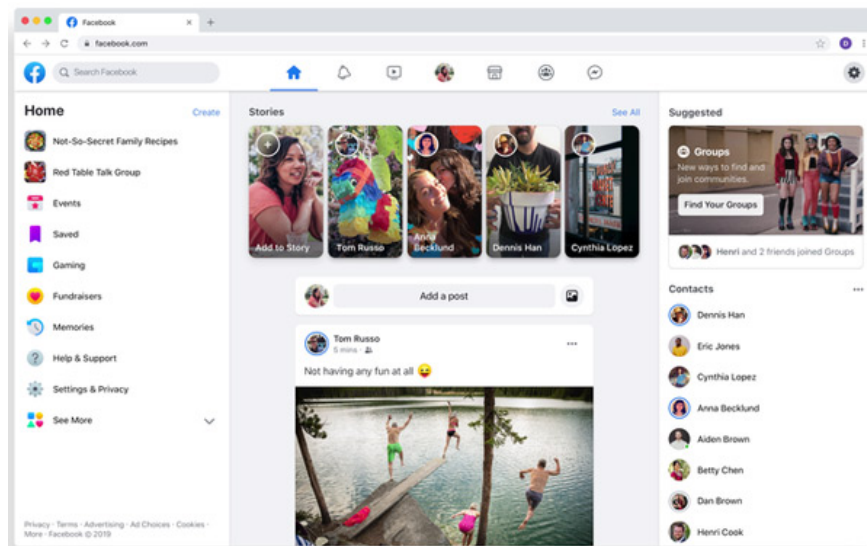 Facebook
facebook.com
D
Search Facebook
Home
Create
Not-So-Secret Family Recipes
Red Table Talk Group
Events
Saved
Gaming
Fundraisers
Memories
Help & Support
Settings & Privacy
See More
Privacy · Terms · Advertising · Ad Choices · Cookies ·
More · Facebook © 2019
Stories
See All
Add to Story
Tom Russo
Anna
Becklund
Dennis Han
Cynthia Lopez
Add a post
Tom Russo
5 mins ·
Not having any fun at all 😝
Suggested
Groups
New ways to find and
join communities.
Find Your Groups
Henri and 2 friends joined Groups
Contacts
Dennis Han
Eric Jones
Cynthia Lopez
Anna Becklund
Aiden Brown
Betty Chen
Dan Brown
Henri Cook